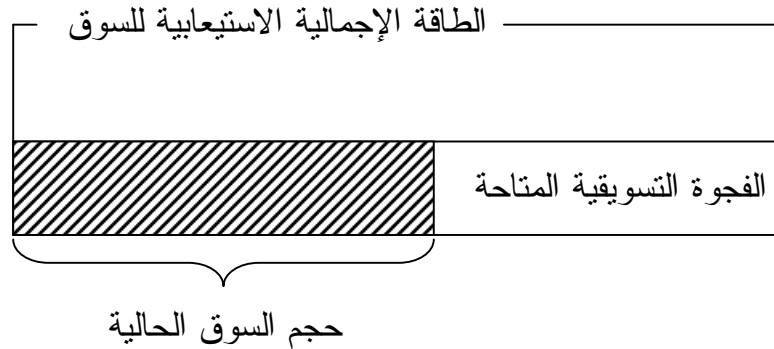 الطاقة الإجمالية الاستيعابية للسوق
الفجوة التسويقية المتاحة
حجم السوق الحالية